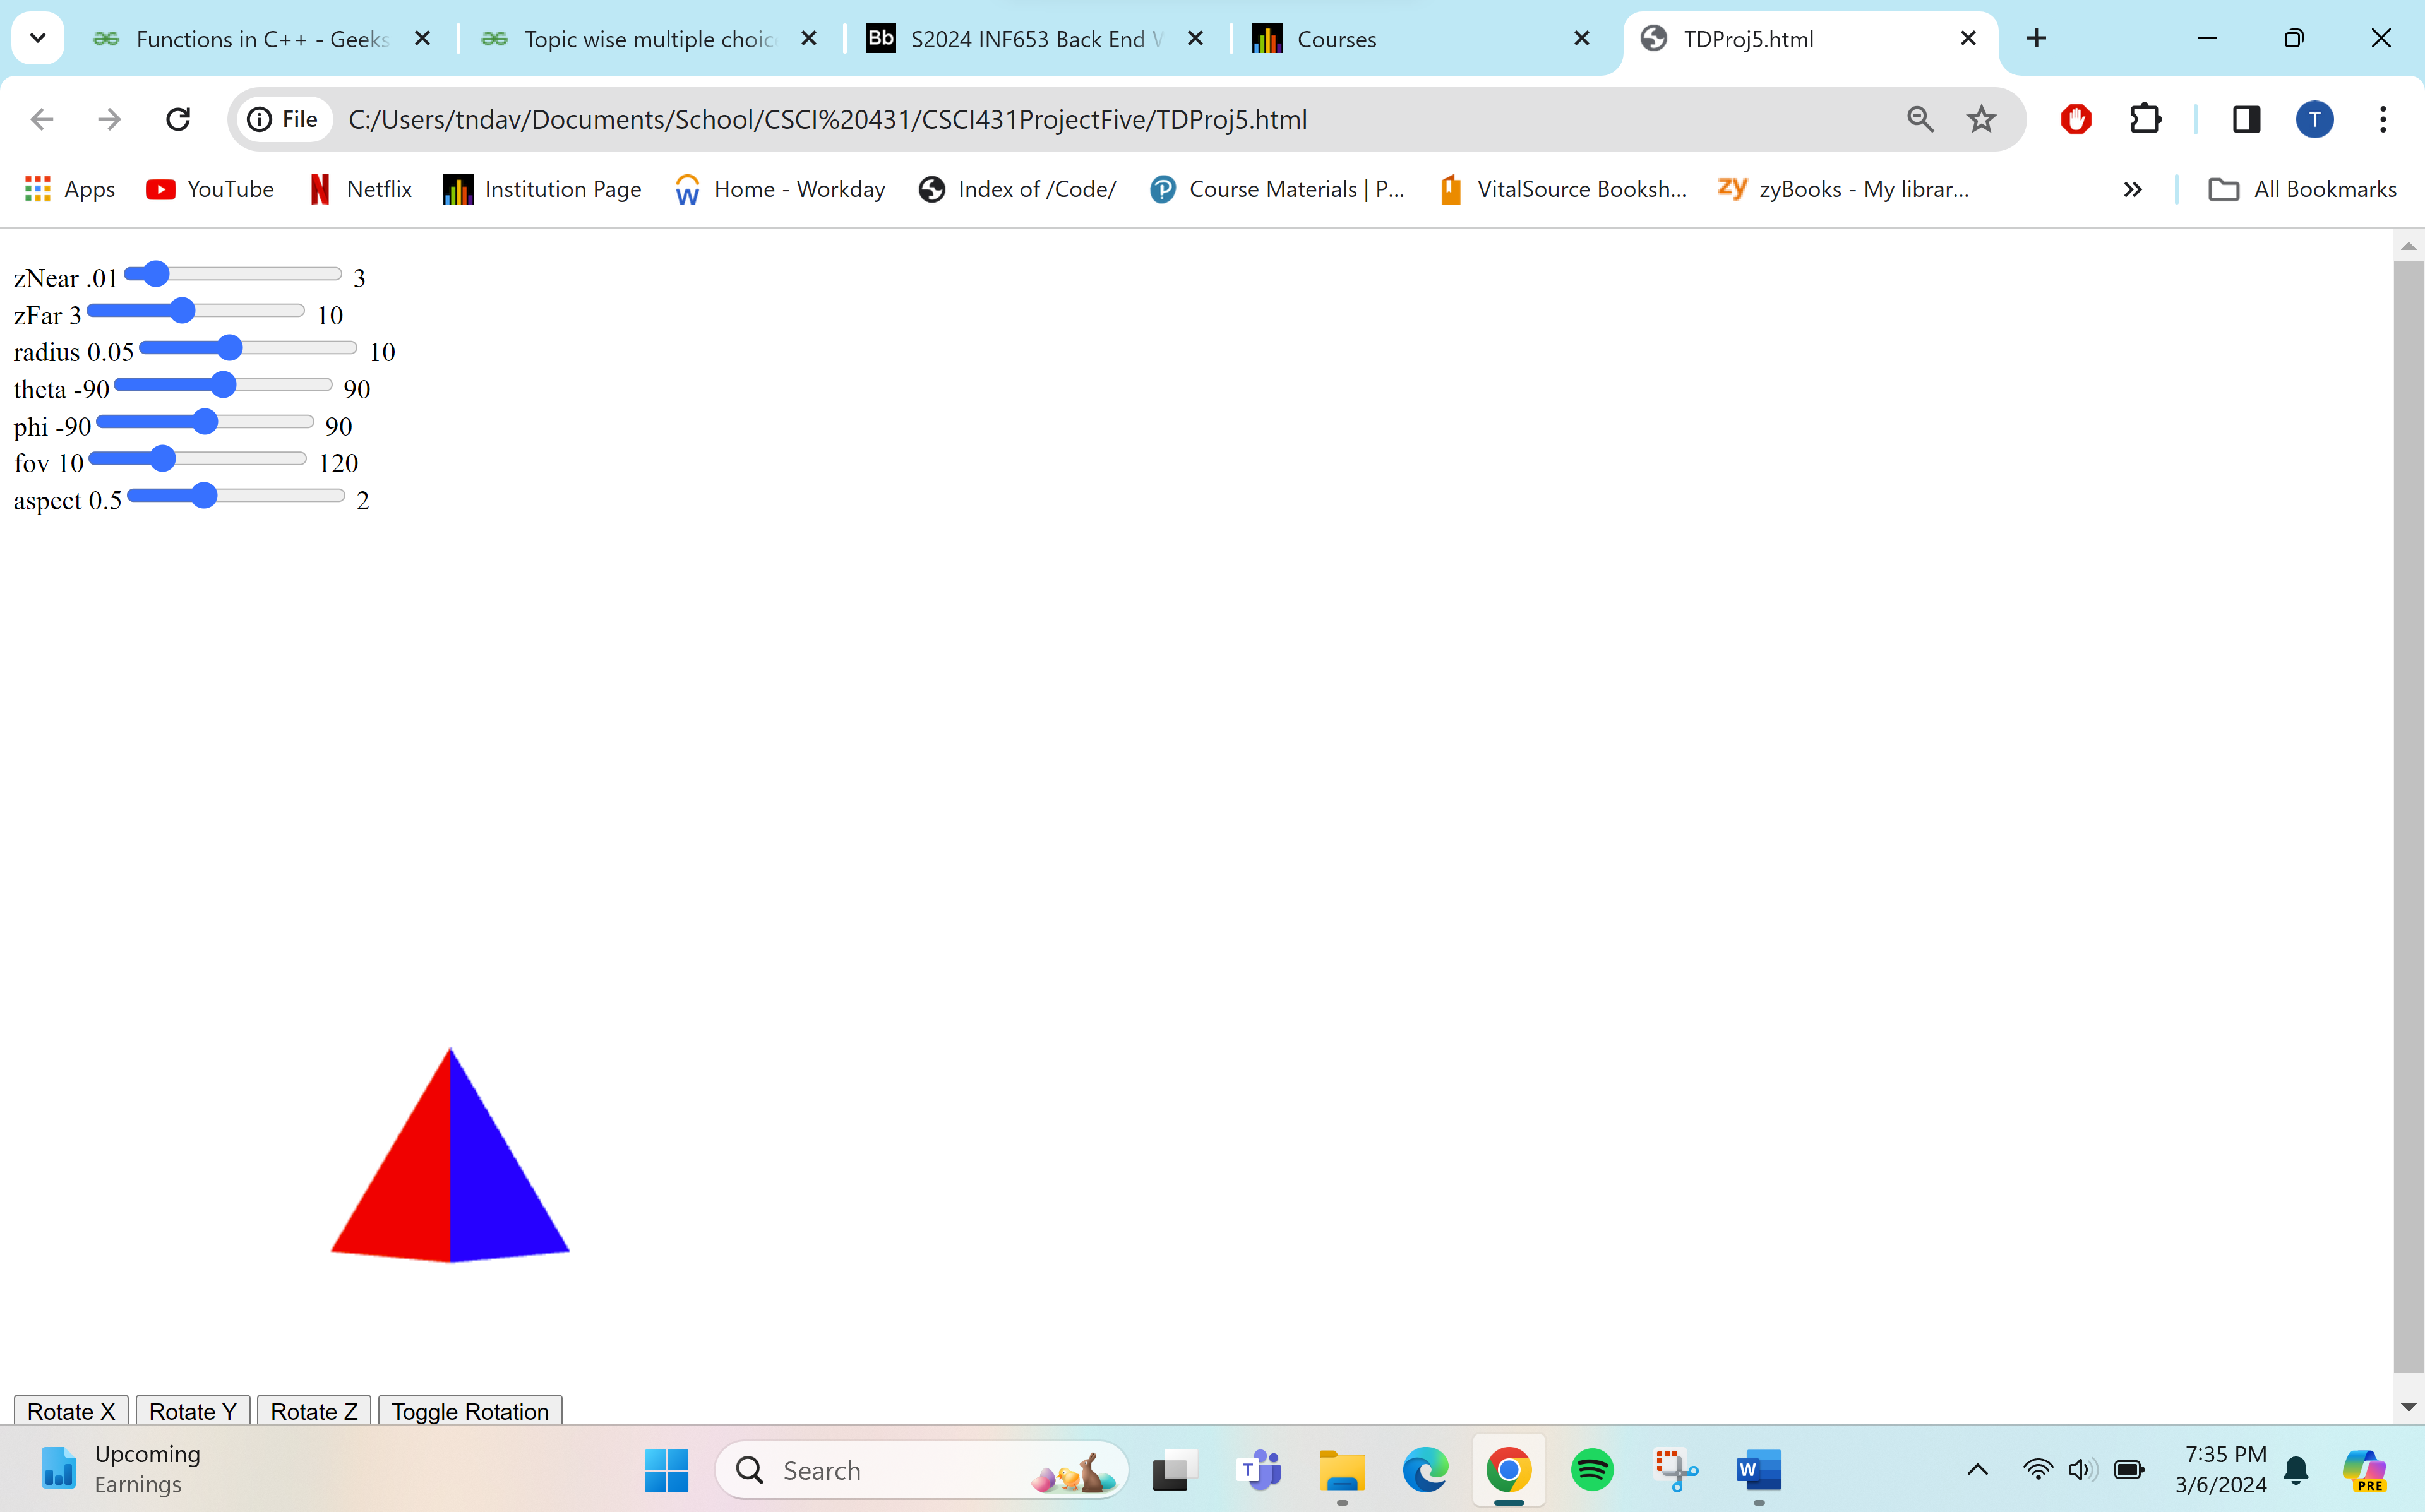 Functions in C++ - Geeks
Topic wise multiple choic
Bb S2024 INF653 Back End
Courses
TDProj5.html
File C:/Users/tndav/Documents/School/CSCI%20431/CSCI431ProjectFive/TDProj5.html
T
Apps YouTube N Netflix Institution Page W Home - Workday Index of /Code/ P Course Materials | P... VitalSource Booksh... zy zyBooks - My librar... » All Bookmarks
zNear .01 3
zFar 3 10
radius 0.05 10
theta -90 90
phi -90 90
fov 10 120
aspect 0.5 2
Rotate X Rotate Y Rotate Z Toggle Rotation
Upcoming
Earnings
Search
T
W
7:35 PM
3/6/2024
PRE